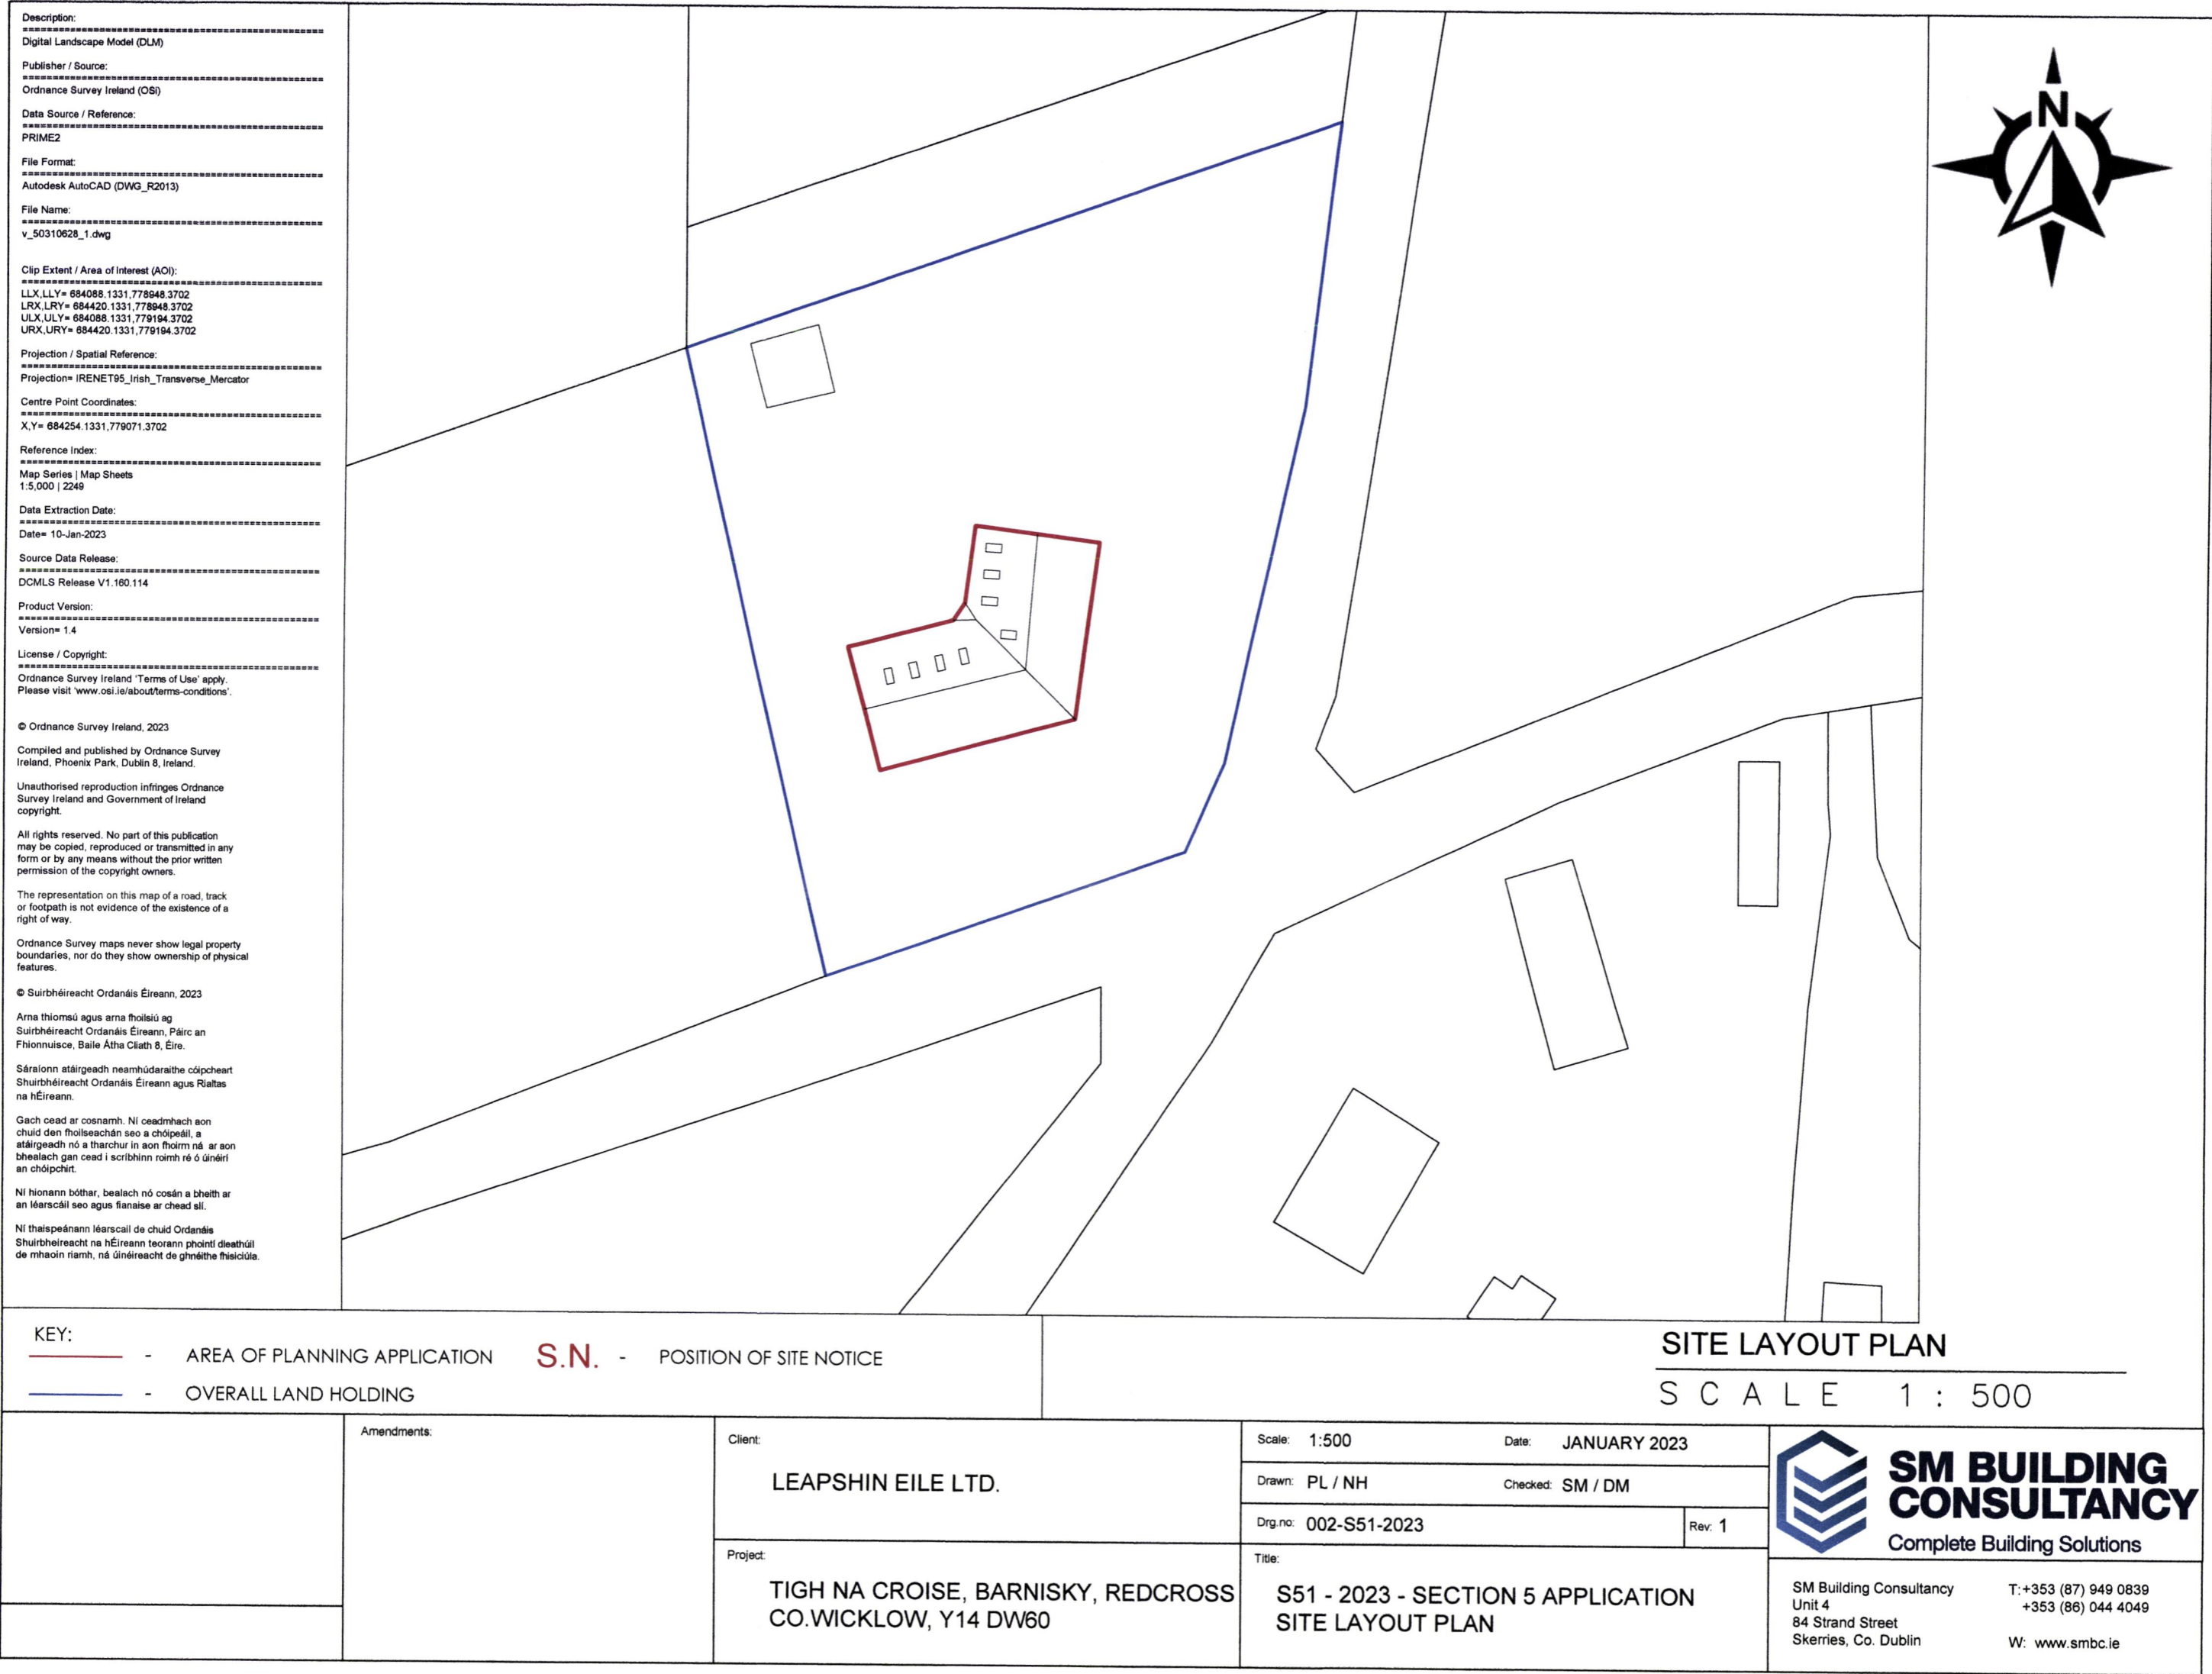 Description:
==================================================
Digital Landscape Model (DLM)
Publisher / Source:
==================================================
Ordnance Survey Ireland (OSi)
Data Source / Reference:
==================================================
PRIME2
File Format:
==================================================
Autodesk AutoCAD (DWG_R2013)
File Name:
==================================================
v_50310628_1.dwg
Clip Extent / Area of Interest (AOI):
==================================================
LLX,LLY= 684088.1331,778948.3702
LRX,LRY= 684420.1331,778948.3702
ULX,ULY= 684088.1331,779194.3702
URX,URY= 684420.1331,779194.3702
Projection / Spatial Reference:
==================================================
Projection= IRENET95_Irish_Transverse_Mercator
Centre Point Coordinates:
==================================================
X,Y= 684254.1331,779071.3702
Reference Index:
==================================================
Map Series | Map Sheets
1:5,000 | 2249
Data Extraction Date:
==================================================
Date= 10-Jan-2023
Source Data Release:
==================================================
DCMLS Release V1.160.114
Product Version:
==================================================
Version= 1.4
License / Copyright:
==================================================
Ordnance Survey Ireland 'Terms of Use' apply.
Please visit 'www.osi.ie/about/terms-conditions'.
© Ordnance Survey Ireland, 2023
Compiled and published by Ordnance Survey
Ireland, Phoenix Park, Dublin 8, Ireland.
Unauthorised reproduction infringes Ordnance
Survey Ireland and Government of Ireland
copyright.
All rights reserved. No part of this publication
may be copied, reproduced or transmitted in any
form or by any means without the prior written
permission of the copyright owners.
The representation on this map of a road, track
or footpath is not evidence of the existence of a
right of way.
Ordnance Survey maps never show legal property
boundaries, nor do they show ownership of physical
features.
© Suirbhéireacht Ordanáis Éireann, 2023
Arna thiomsú agus arna fhoilsiú ag
Suirbhéireacht Ordanáis Éireann, Páirc an
Fhionnuisce, Baile Átha Cliath 8, Éire.
Sáraíonn atáirgeadh neamhúdaraithe cóipcheart
Shuirbhéireacht Ordanáis Éireann agus Rialtas
na hÉireann.
Gach cead ar cosnamh. Ní ceadmhach aon
chuid den fhoilseachán seo a chóipeáil, a
atáirgeadh nó a tharchur in aon fhoirm ná ar aon
bhealach gan cead i scríbhinn roimh ré ó úinéirí
an chóipchirt.
Ní hionann bóthar, bealach nó cosán a bheith ar
an léarscáil seo agus fianaise ar chead slí.
Ní thaispeánann léarscail de chuid Ordanáis
Shuirbheireacht na hÉireann teorann phointí dleathúil
de mhaoin riamh, ná úinéireacht de ghnéithe fhisiciúla.
N
KEY:
- AREA OF PLANNING APPLICATION S.N. - POSITION OF SITE NOTICE
- OVERALL LAND HOLDING
SITE LAYOUT PLAN
SCALE 1 : 500
Amendments:
Client:
LEAPSHIN EILE LTD.
Project:
TIGH NA CROISE, BARNISKY, REDCROSS
CO.WICKLOW, Y14 DW60
Scale: 1:500 Date: JANUARY 2023
Drawn: PL / NH Checked: SM / DM
Drg.no: 002-S51-2023 Rev: 1
Title:
S51 - 2023 - SECTION 5 APPLICATION
SITE LAYOUT PLAN
SM BUILDING
CONSULTANCY
Complete Building Solutions
SM Building Consultancy T:+353 (87) 949 0839
Unit 4 +353 (86) 044 4049
84 Strand Street
Skerries, Co. Dublin W: www.smbc.ie